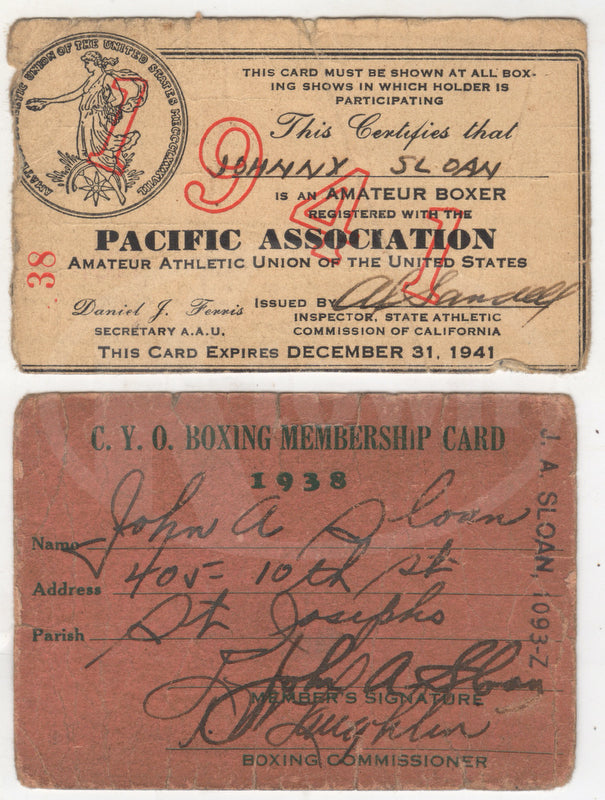 AMATEUR ATHLETIC UNION OF THE UNITED STATES
THIS CARD MUST BE SHOWN AT ALL BOX-
ING SHOWS IN WHICH HOLDER IS
PARTICIPATING
This Certifies that
JOHNNY SLOAN
IS AN AMATEUR BOXER
REGISTERED WITH THE
1941
PACIFIC ASSOCIATION
AMATEUR ATHLETIC UNION OF THE UNITED STATES
38
Daniel J. Ferris ISSUED BY
SECRETARY A.A.U. INSPECTOR, STATE ATHLETIC
COMMISSION OF CALIFORNIA
THIS CARD EXPIRES DECEMBER 31, 1941
C. Y. O. BOXING MEMBERSHIP CARD
1938
Name John A Sloan
Address 405 - 10th St
Parish St Josephs
John A Sloan
MEMBER'S SIGNATURE
BOXING COMMISSIONER
J. A. SLOAN, 1093-Z